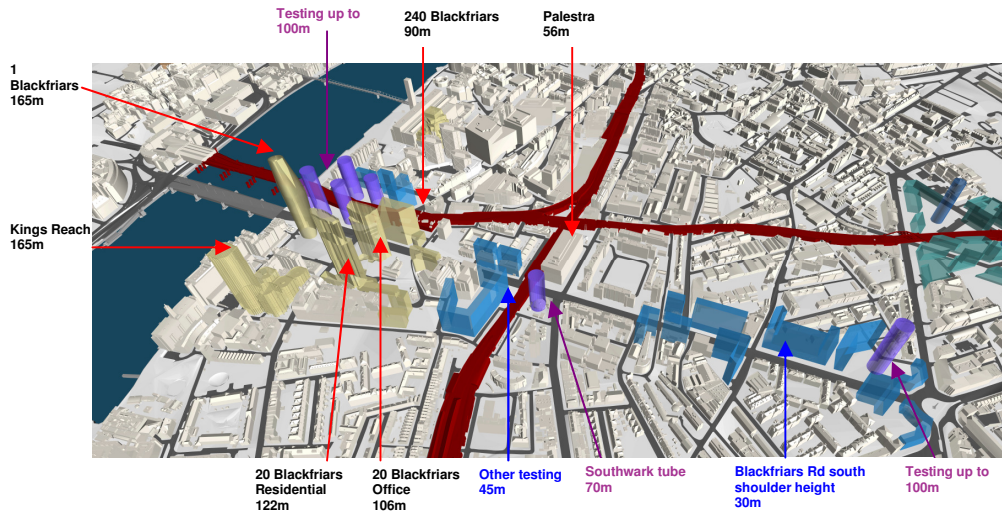 Testing up to
100m
240 Blackfriars
90m
Palestra
56m
1
Blackfriars
165m
Kings Reach
165m
20 Blackfriars
Residential
122m
20 Blackfriars
Office
106m
Other testing
45m
Southwark tube
70m
Blackfriars Rd south
shoulder height
30m
Testing up to
100m